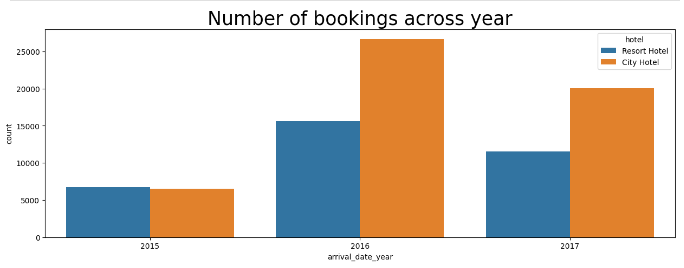 Number of bookings across year
hotel
Resort Hotel
City Hotel
count
25000
20000
15000
10000
5000
0
2015
2016
2017
arrival_date_year